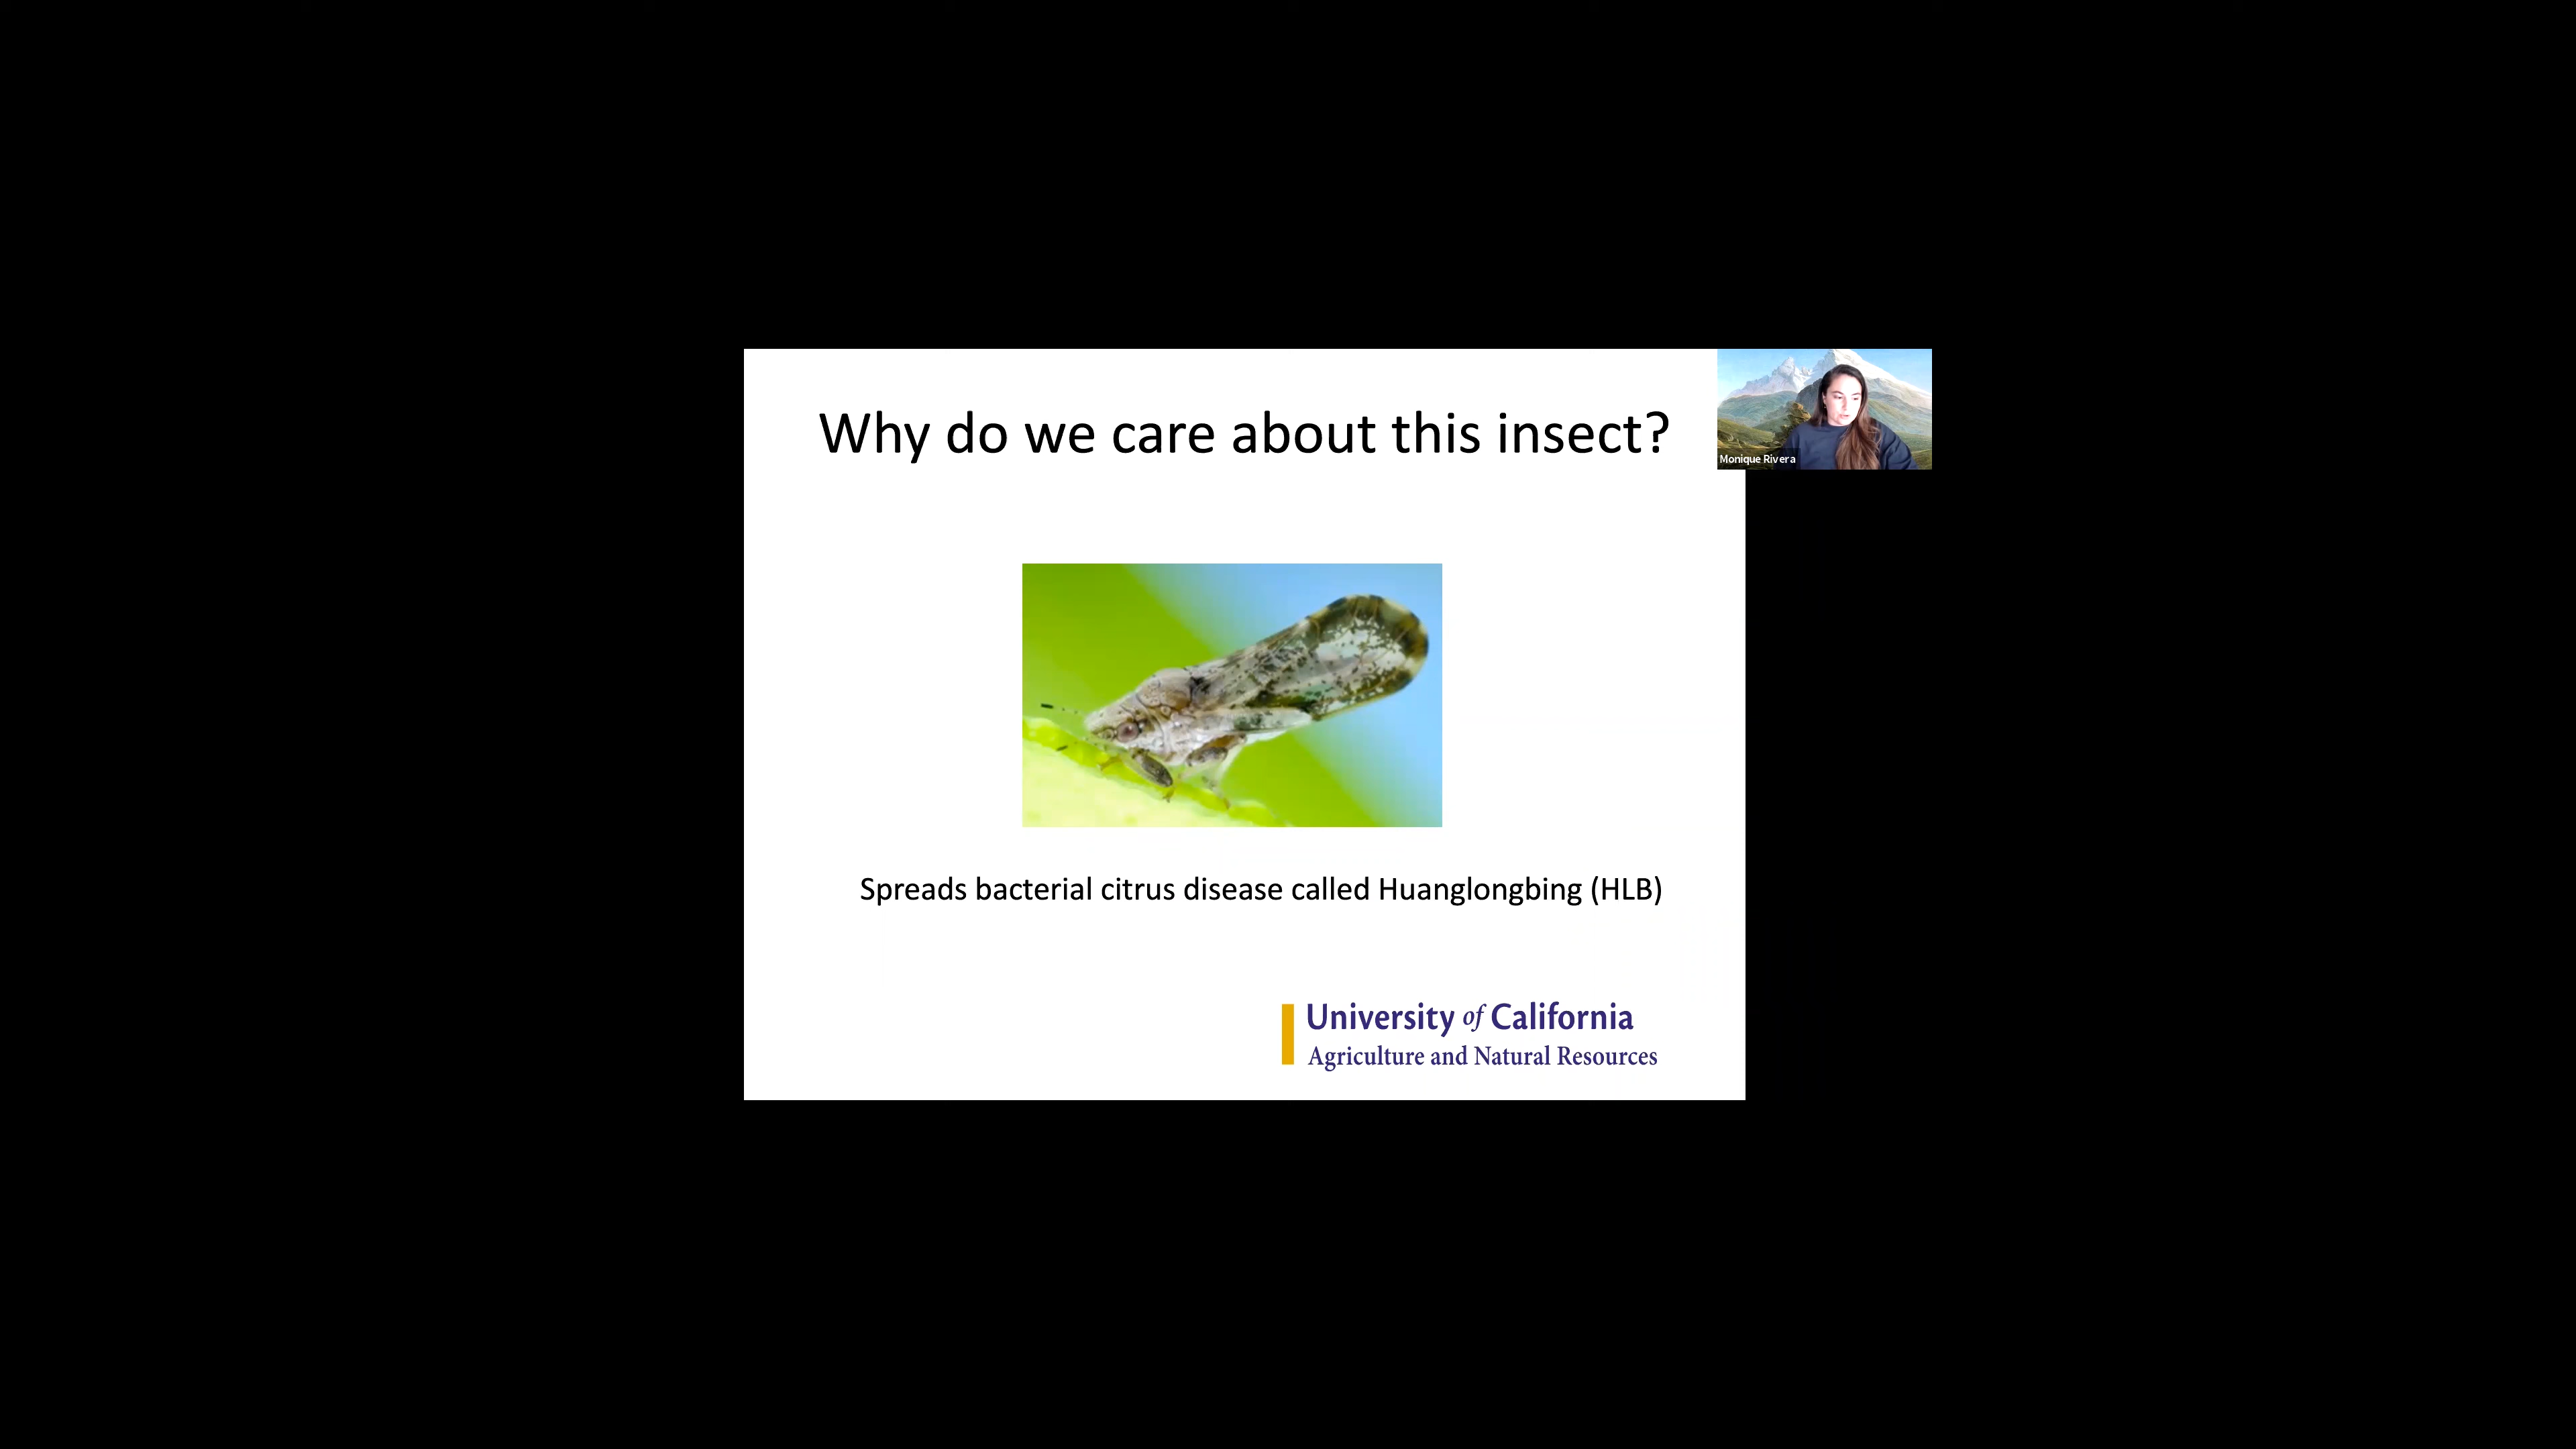 Why do we care about this insect?
Monique Rivera
Spreads bacterial citrus disease called Huanglongbing (HLB)
University of California
Agriculture and Natural Resources